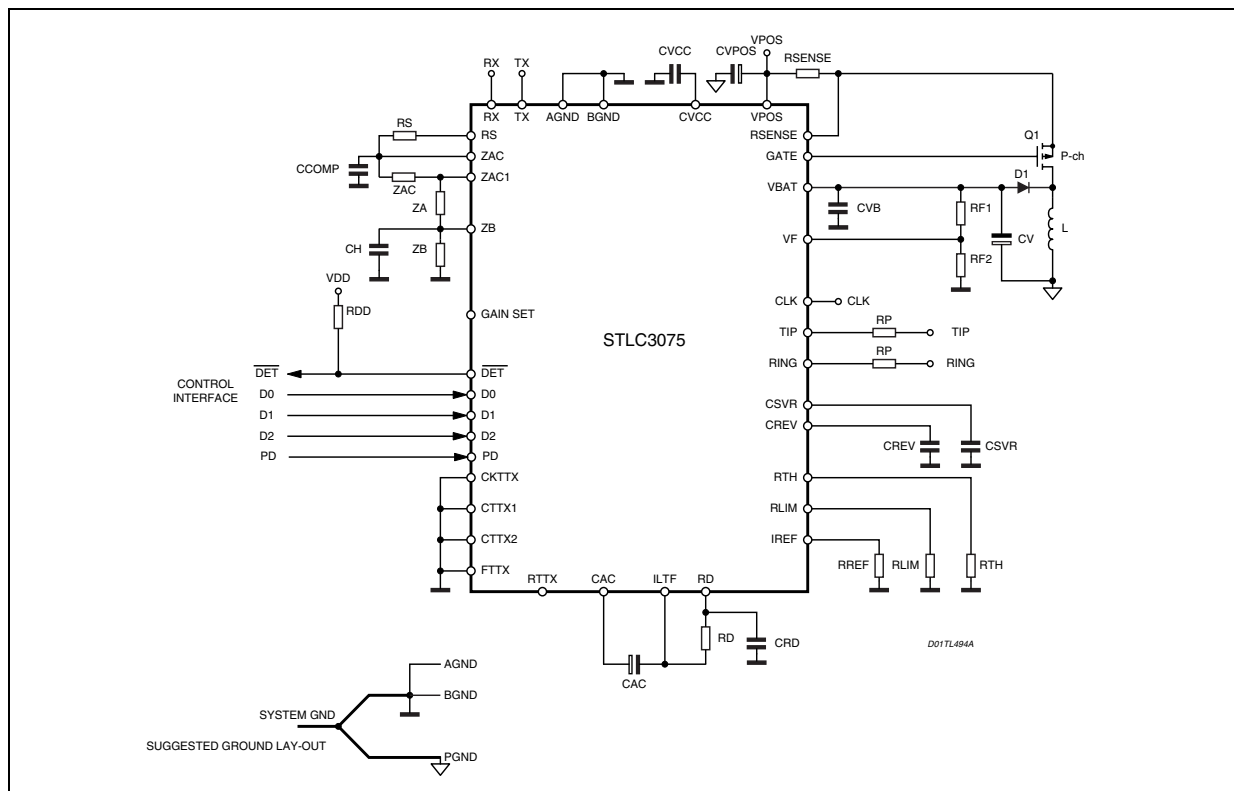 VPOS
RX
TX
CVCC
CVPOS
RSENSE
RX
TX
AGND
BGND
CVCC
VPOS
RS
RS
RSENSE
Q1
P-ch
CCOMP
ZAC
GATE
ZAC
ZAC1
VBAT
D1
ZA
CVB
RF1
CV
L
ZB
CH
ZB
VF
RF2
VDD
RDD
CLK
CLK
GAIN SET
STLC3075
TIP
RP
TIP
RING
RP
RING
CONTROL
INTERFACE
DET
DET
D0
D0
D1
D1
D2
D2
PD
PD
CSVR
CREV
CREV
CSVR
CKTTX
RTH
CTTX1
RLIM
CTTX2
IREF
FTTX
RREF
RLIM
RTH
RTTX
CAC
ILTF
RD
RD
CRD
CAC
D01TL494A
AGND
BGND
SYSTEM GND
SUGGESTED GROUND LAY-OUT
PGND